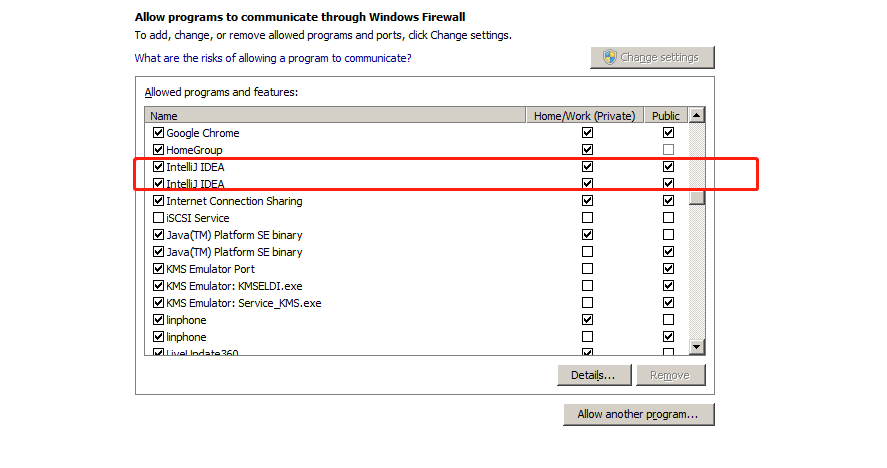 Allow programs to communicate through Windows Firewall
To add, change, or remove allowed programs and ports, click Change settings.
What are the risks of allowing a program to communicate?
Change settings
Allowed programs and features:
Name Home/Work (Private) Public
Google Chrome
HomeGroup
IntelliJ IDEA
IntelliJ IDEA
Internet Connection Sharing
iSCSI Service
Java(TM) Platform SE binary
Java(TM) Platform SE binary
KMS Emulator Port
KMS Emulator: KMSELDI.exe
KMS Emulator: Service_KMS.exe
linphone
linphone
LiveUpdate360
Details... Remove
Allow another program...